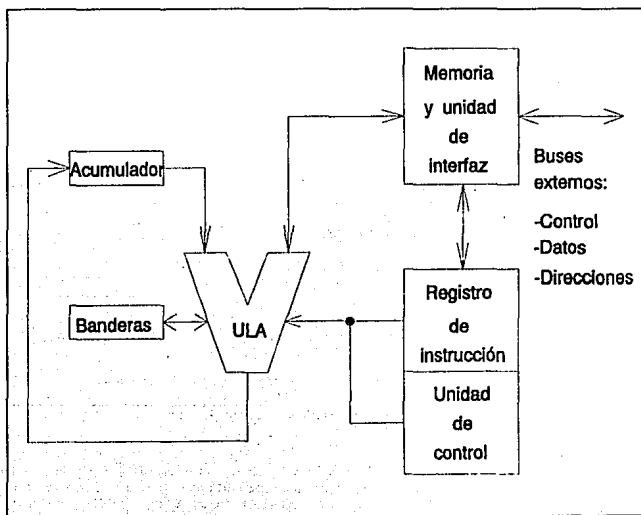 Memoria
y unidad
de
interfaz
Buses
externos:
-Control
-Datos
-Direcciones
Acumulador
Banderas
ULA
Registro
de
instrucción
Unidad
de
control